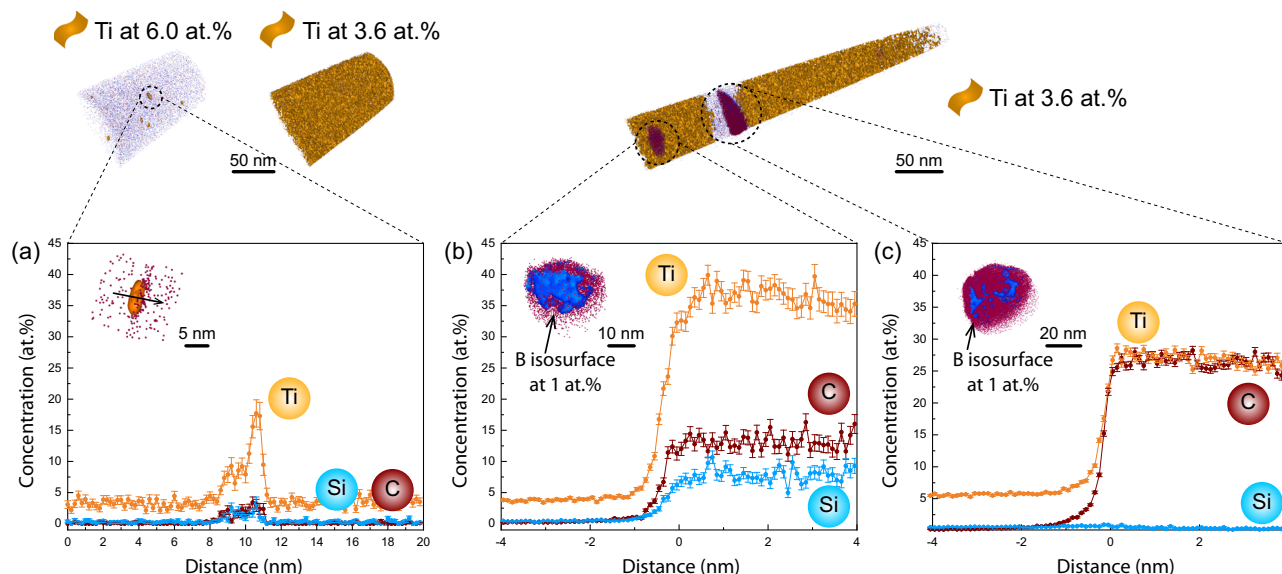 Ti at 6.0 at.%
Ti at 3.6 at.%
50 nm
Ti at 3.6 at.%
50 nm
(a)
45
40
35
30
25
20
15
10
5
0
Concentration (at.%)
5 nm
Ti
Si
C
0 2 4 6 8 10 12 14 16 18 20
Distance (nm)
(b)
45
40
35
30
25
20
15
10
5
0
Concentration (at.%)
10 nm
B isosurface
at 1 at.%
Ti
C
Si
-4 -2 0 2 4
Distance (nm)
(c)
45
40
35
30
25
20
15
10
5
0
Concentration (at.%)
20 nm
B isosurface
at 1 at.%
Ti
C
Si
-4 -2 0 2
Distance (nm)